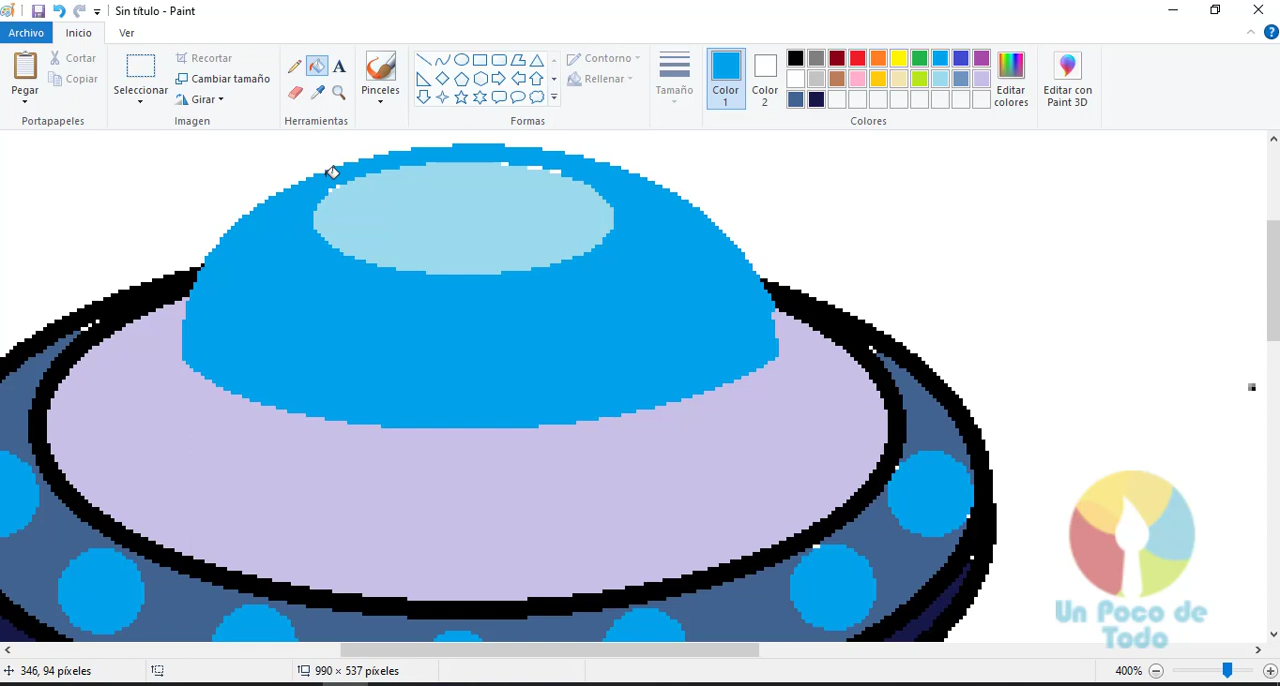 Sin título - Paint
Archivo Inicio Ver
Pegar
Cortar
Copiar
Portapapeles
Seleccionar
Recortar
Cambiar tamaño
Girar
Imagen
A
Herramientas
Pinceles
Contorno
Rellenar
Formas
Tamaño
Color 1
Color 2
Editar colores
Colores
Editar con Paint 3D
Un Poco de
Todo
346, 94 píxeles
990 × 537 píxeles
400%